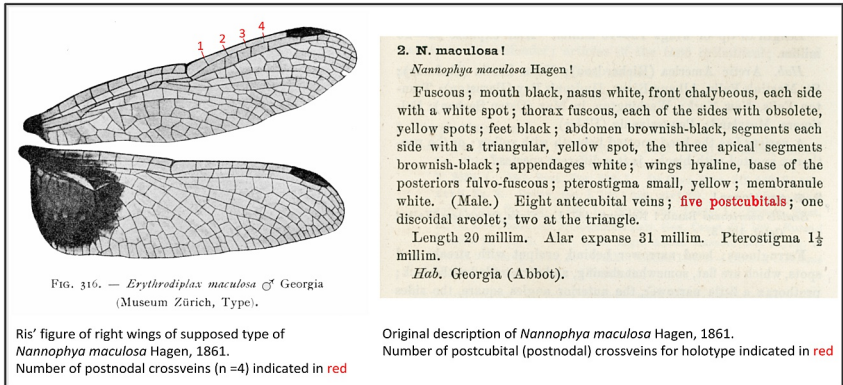 1 2 3 4
FIG. 316. — Erythrodiplax maculosa ♂ Georgia
(Museum Zürich, Type).
Ris’ figure of right wings of supposed type of
Nannophya maculosa Hagen, 1861.
Number of postnodal crossveins (n =4) indicated in red
2. N. maculosa!
Nannophya maculosa Hagen!
Fuscous; mouth black, nasus white, front chalybeous, each side
with a white spot; thorax fuscous, each of the sides with obsolete,
yellow spots; feet black; abdomen brownish-black, segments each
side with a triangular, yellow spot, the three apical segments
brownish-black; appendages white; wings hyaline, base of the
posteriors fulvo-fuscous; pterostigma small, yellow; membranule
white. (Male.) Eight antecubital veins; five postcubitals; one
discoidal areolet; two at the triangle.
Length 20 millim. Alar expanse 31 millim. Pterostigma 1½
millim.
Hab. Georgia (Abbot).
Original description of Nannophya maculosa Hagen, 1861.
Number of postcubital (postnodal) crossveins for holotype indicated in red